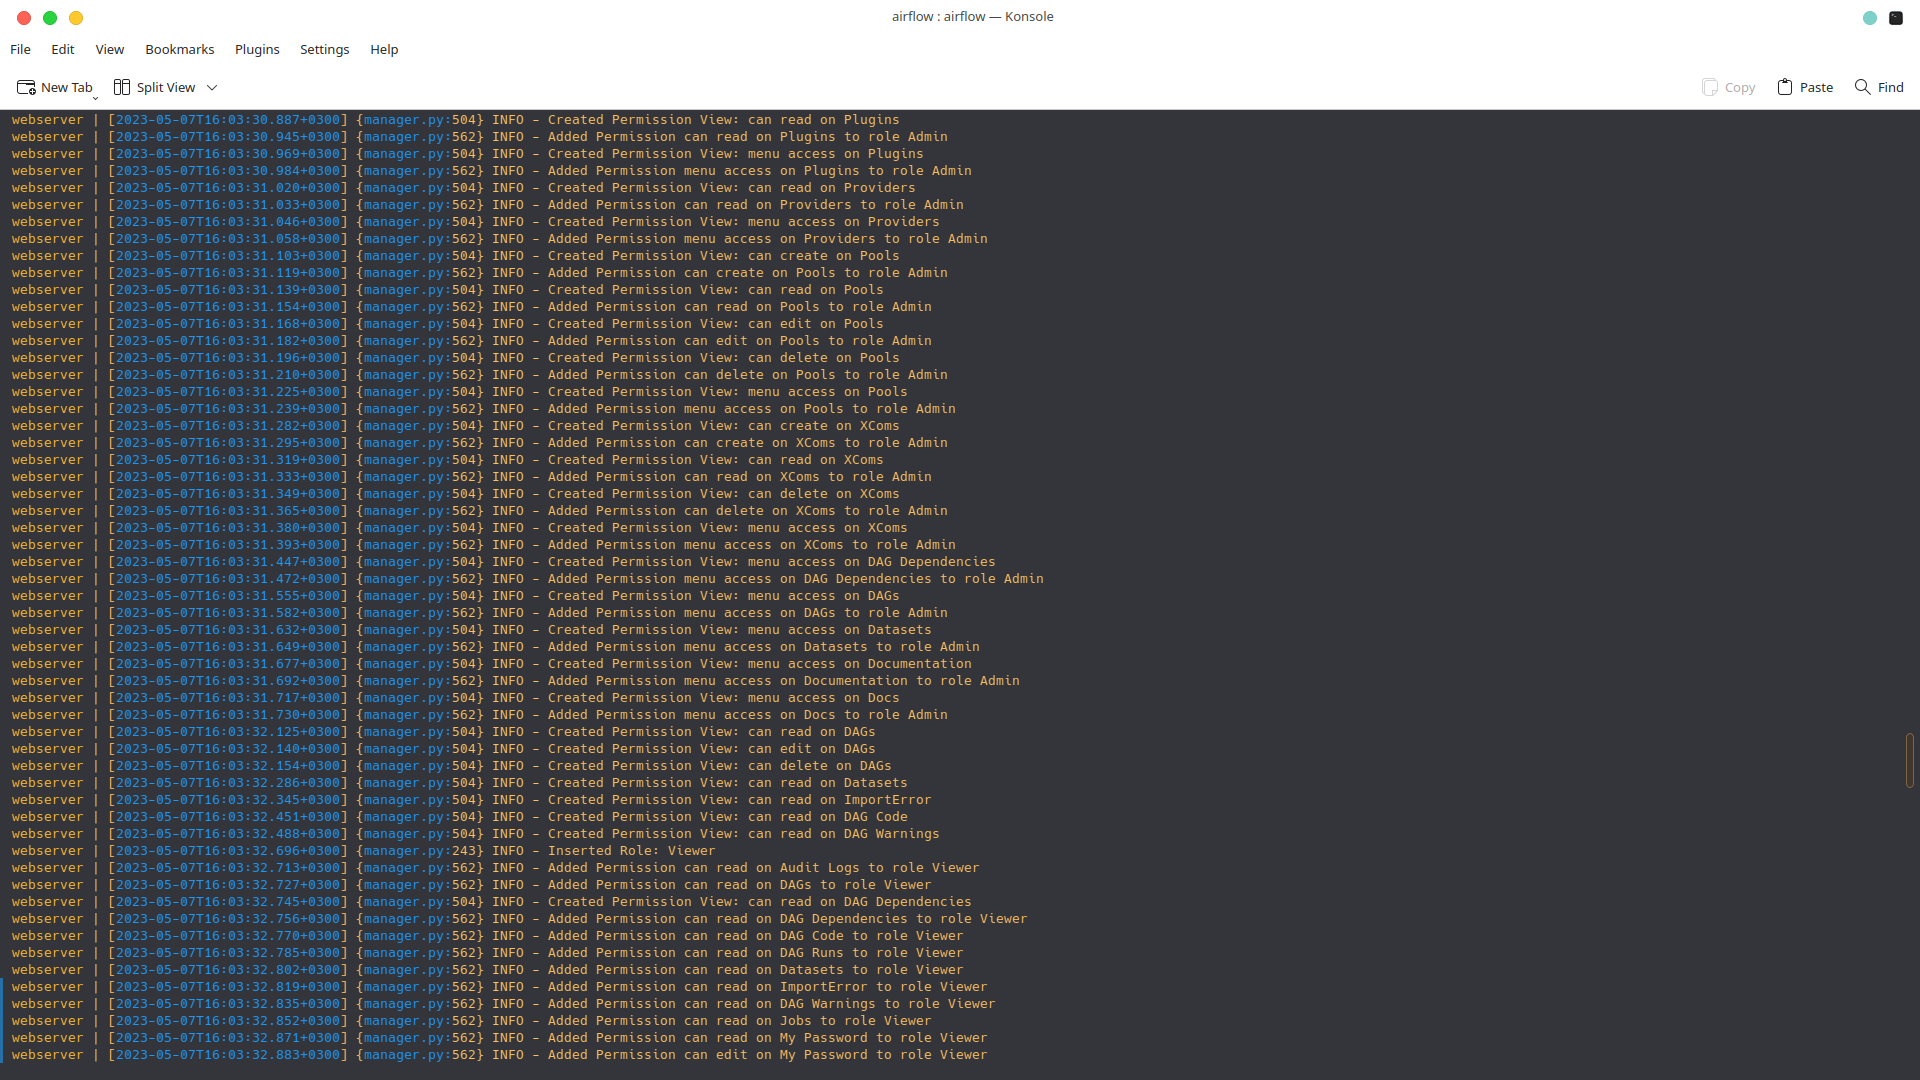 airflow : airflow — Konsole
File Edit View Bookmarks Plugins Settings Help
New Tab Split View Copy Paste Find
webserver | [2023-05-07T16:03:30.887+0300] {manager.py:504} INFO - Created Permission View: can read on Plugins
webserver | [2023-05-07T16:03:30.945+0300] {manager.py:562} INFO - Added Permission can read on Plugins to role Admin
webserver | [2023-05-07T16:03:30.969+0300] {manager.py:504} INFO - Created Permission View: menu access on Plugins
webserver | [2023-05-07T16:03:30.984+0300] {manager.py:562} INFO - Added Permission menu access on Plugins to role Admin
webserver | [2023-05-07T16:03:31.020+0300] {manager.py:504} INFO - Created Permission View: can read on Providers
webserver | [2023-05-07T16:03:31.033+0300] {manager.py:562} INFO - Added Permission can read on Providers to role Admin
webserver | [2023-05-07T16:03:31.046+0300] {manager.py:504} INFO - Created Permission View: menu access on Providers
webserver | [2023-05-07T16:03:31.058+0300] {manager.py:562} INFO - Added Permission menu access on Providers to role Admin
webserver | [2023-05-07T16:03:31.103+0300] {manager.py:504} INFO - Created Permission View: can create on Pools
webserver | [2023-05-07T16:03:31.119+0300] {manager.py:562} INFO - Added Permission can create on Pools to role Admin
webserver | [2023-05-07T16:03:31.139+0300] {manager.py:504} INFO - Created Permission View: can read on Pools
webserver | [2023-05-07T16:03:31.154+0300] {manager.py:562} INFO - Added Permission can read on Pools to role Admin
webserver | [2023-05-07T16:03:31.168+0300] {manager.py:504} INFO - Created Permission View: can edit on Pools
webserver | [2023-05-07T16:03:31.182+0300] {manager.py:562} INFO - Added Permission can edit on Pools to role Admin
webserver | [2023-05-07T16:03:31.196+0300] {manager.py:504} INFO - Created Permission View: can delete on Pools
webserver | [2023-05-07T16:03:31.210+0300] {manager.py:562} INFO - Added Permission can delete on Pools to role Admin
webserver | [2023-05-07T16:03:31.225+0300] {manager.py:504} INFO - Created Permission View: menu access on Pools
webserver | [2023-05-07T16:03:31.239+0300] {manager.py:562} INFO - Added Permission menu access on Pools to role Admin
webserver | [2023-05-07T16:03:31.282+0300] {manager.py:504} INFO - Created Permission View: can create on XComs
webserver | [2023-05-07T16:03:31.295+0300] {manager.py:562} INFO - Added Permission can create on XComs to role Admin
webserver | [2023-05-07T16:03:31.319+0300] {manager.py:504} INFO - Created Permission View: can read on XComs
webserver | [2023-05-07T16:03:31.333+0300] {manager.py:562} INFO - Added Permission can read on XComs to role Admin
webserver | [2023-05-07T16:03:31.349+0300] {manager.py:504} INFO - Created Permission View: can delete on XComs
webserver | [2023-05-07T16:03:31.365+0300] {manager.py:562} INFO - Added Permission can delete on XComs to role Admin
webserver | [2023-05-07T16:03:31.380+0300] {manager.py:504} INFO - Created Permission View: menu access on XComs
webserver | [2023-05-07T16:03:31.393+0300] {manager.py:562} INFO - Added Permission menu access on XComs to role Admin
webserver | [2023-05-07T16:03:31.447+0300] {manager.py:504} INFO - Created Permission View: menu access on DAG Dependencies
webserver | [2023-05-07T16:03:31.472+0300] {manager.py:562} INFO - Added Permission menu access on DAG Dependencies to role Admin
webserver | [2023-05-07T16:03:31.555+0300] {manager.py:504} INFO - Created Permission View: menu access on DAGs
webserver | [2023-05-07T16:03:31.582+0300] {manager.py:562} INFO - Added Permission menu access on DAGs to role Admin
webserver | [2023-05-07T16:03:31.632+0300] {manager.py:504} INFO - Created Permission View: menu access on Datasets
webserver | [2023-05-07T16:03:31.649+0300] {manager.py:562} INFO - Added Permission menu access on Datasets to role Admin
webserver | [2023-05-07T16:03:31.677+0300] {manager.py:504} INFO - Created Permission View: menu access on Documentation
webserver | [2023-05-07T16:03:31.692+0300] {manager.py:562} INFO - Added Permission menu access on Documentation to role Admin
webserver | [2023-05-07T16:03:31.717+0300] {manager.py:504} INFO - Created Permission View: menu access on Docs
webserver | [2023-05-07T16:03:31.730+0300] {manager.py:562} INFO - Added Permission menu access on Docs to role Admin
webserver | [2023-05-07T16:03:32.125+0300] {manager.py:504} INFO - Created Permission View: can read on DAGs
webserver | [2023-05-07T16:03:32.140+0300] {manager.py:504} INFO - Created Permission View: can edit on DAGs
webserver | [2023-05-07T16:03:32.154+0300] {manager.py:504} INFO - Created Permission View: can delete on DAGs
webserver | [2023-05-07T16:03:32.286+0300] {manager.py:504} INFO - Created Permission View: can read on Datasets
webserver | [2023-05-07T16:03:32.345+0300] {manager.py:504} INFO - Created Permission View: can read on ImportError
webserver | [2023-05-07T16:03:32.451+0300] {manager.py:504} INFO - Created Permission View: can read on DAG Code
webserver | [2023-05-07T16:03:32.488+0300] {manager.py:504} INFO - Created Permission View: can read on DAG Warnings
webserver | [2023-05-07T16:03:32.696+0300] {manager.py:243} INFO - Inserted Role: Viewer
webserver | [2023-05-07T16:03:32.713+0300] {manager.py:562} INFO - Added Permission can read on Audit Logs to role Viewer
webserver | [2023-05-07T16:03:32.727+0300] {manager.py:562} INFO - Added Permission can read on DAGs to role Viewer
webserver | [2023-05-07T16:03:32.745+0300] {manager.py:504} INFO - Created Permission View: can read on DAG Dependencies
webserver | [2023-05-07T16:03:32.756+0300] {manager.py:562} INFO - Added Permission can read on DAG Dependencies to role Viewer
webserver | [2023-05-07T16:03:32.770+0300] {manager.py:562} INFO - Added Permission can read on DAG Code to role Viewer
webserver | [2023-05-07T16:03:32.785+0300] {manager.py:562} INFO - Added Permission can read on DAG Runs to role Viewer
webserver | [2023-05-07T16:03:32.802+0300] {manager.py:562} INFO - Added Permission can read on Datasets to role Viewer
webserver | [2023-05-07T16:03:32.819+0300] {manager.py:562} INFO - Added Permission can read on ImportError to role Viewer
webserver | [2023-05-07T16:03:32.835+0300] {manager.py:562} INFO - Added Permission can read on DAG Warnings to role Viewer
webserver | [2023-05-07T16:03:32.852+0300] {manager.py:562} INFO - Added Permission can read on Jobs to role Viewer
webserver | [2023-05-07T16:03:32.871+0300] {manager.py:562} INFO - Added Permission can read on My Password to role Viewer
webserver | [2023-05-07T16:03:32.883+0300] {manager.py:562} INFO - Added Permission can edit on My Password to role Viewer